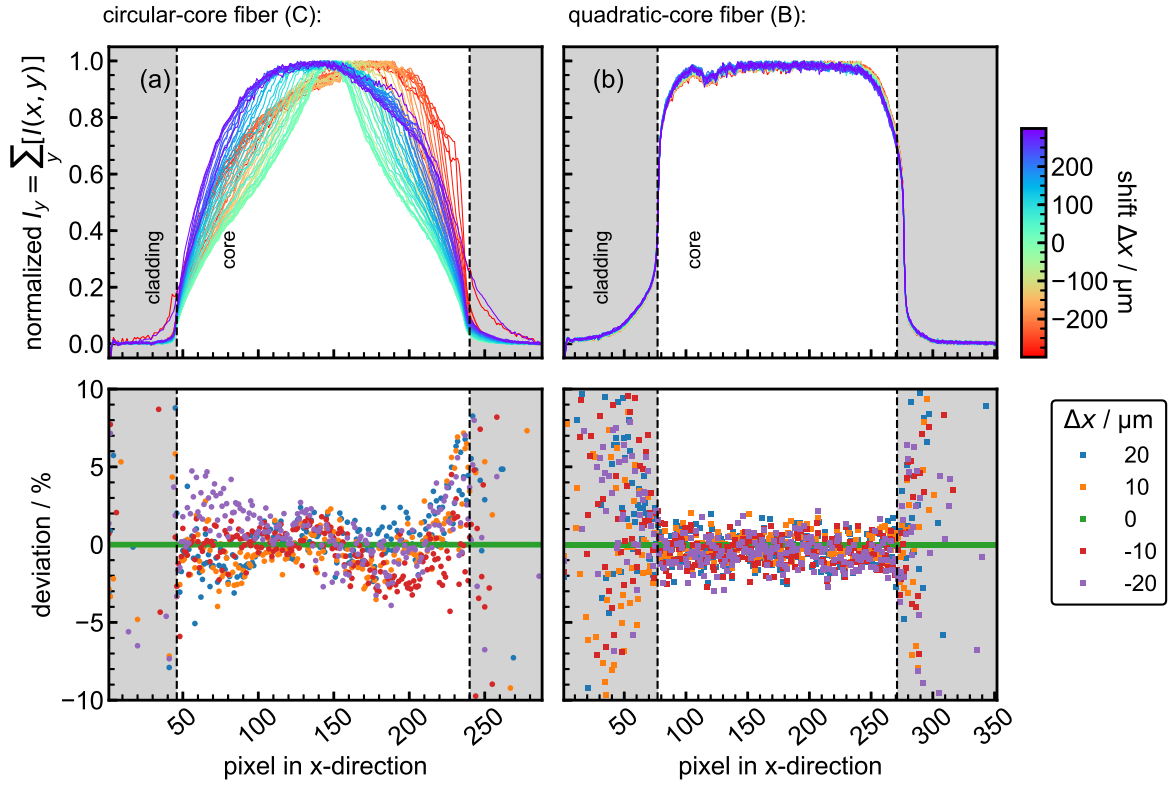 circular-core fiber (C):
quadratic-core fiber (B):
normalized I_y = ∑_y[I(x, y)]
1.0
0.8
0.6
0.4
0.2
0.0
(a)
cladding
core
(b)
cladding
core
200
100
0
−100
−200
shift Δx / μm
deviation / %
10
5
0
−5
−10
50
100
150
200
250
pixel in x-direction
50
100
150
200
250
300
350
pixel in x-direction
Δx / μm
20
10
0
-10
-20